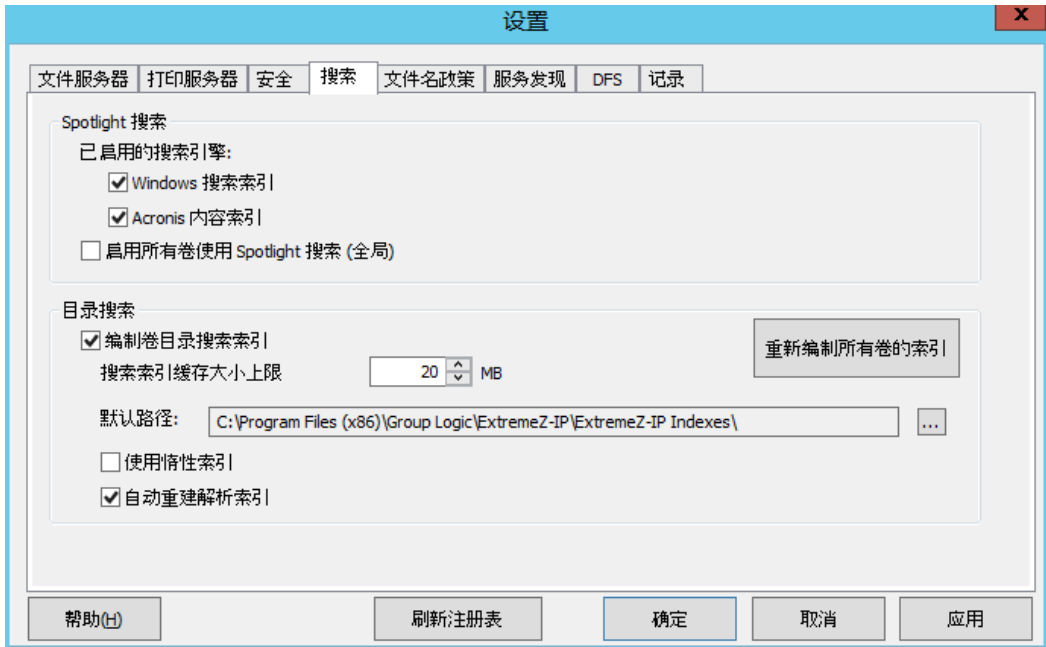 设置
x
文件服务器 打印服务器 安全 搜索 文件名政策 服务发现 DFS 记录
Spotlight 搜索
已启用的搜索引擎:
Windows 搜索索引
Acronis 内容索引
启用所有卷使用 Spotlight 搜索 (全局)
目录搜索
编制卷目录搜索索引
重新编制所有卷的索引
搜索索引缓存大小上限 20 MB
默认路径: C:\Program Files (x86)\Group Logic\ExtremeZ-IP\ExtremeZ-IP Indexes\ ...
使用惰性索引
自动重建解析索引
帮助(H) 刷新注册表 确定 取消 应用